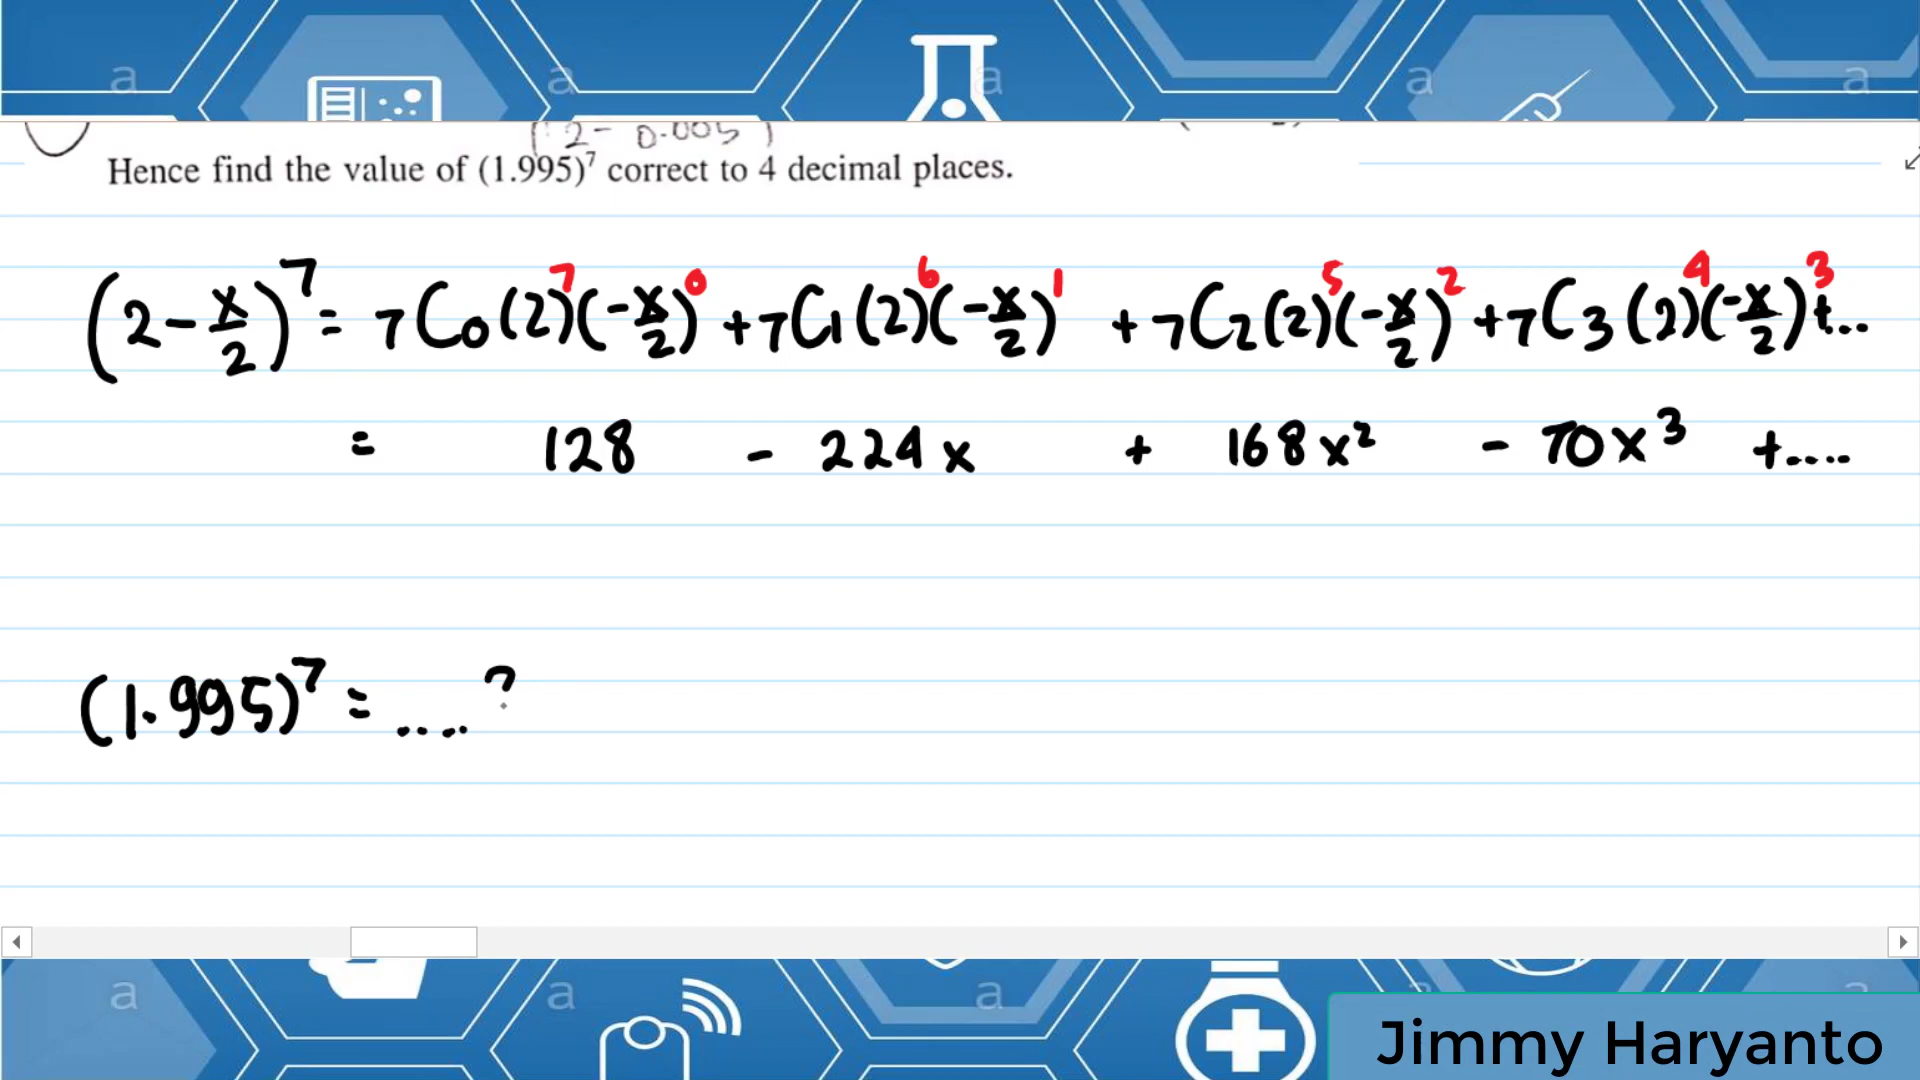 (2 - 0.005)
Hence find the value of (1.995)⁷ correct to 4 decimal places.
(2 - x/2)⁷ = 7C0 (2)⁷(-x/2)⁰ + 7C1 (2)⁶(-x/2)¹ + 7C2 (2)⁵(-x/2)² + 7C3 (2)⁴(-x/2)³ + ...
= 128 - 224x + 168x² - 70x³ + ....
(1.995)⁷ = ....?
Jimmy Haryanto